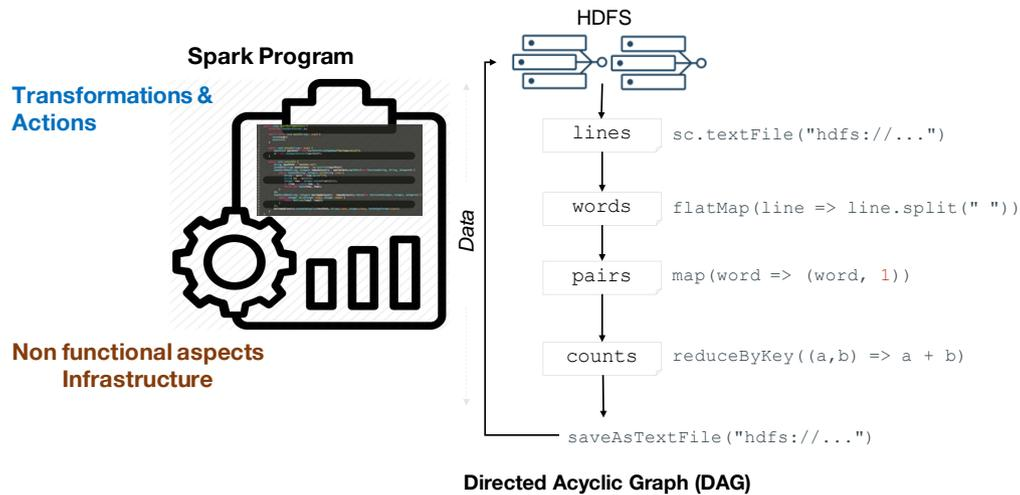 HDFS
Spark Program
Transformations &
Actions
lines
sc.textFile("hdfs://...")
words
flatMap(line => line.split(" "))
Data
pairs
map(word => (word, 1))
Non functional aspects
Infrastructure
counts
reduceByKey((a,b) => a + b)
saveAsTextFile("hdfs://...")
Directed Acyclic Graph (DAG)